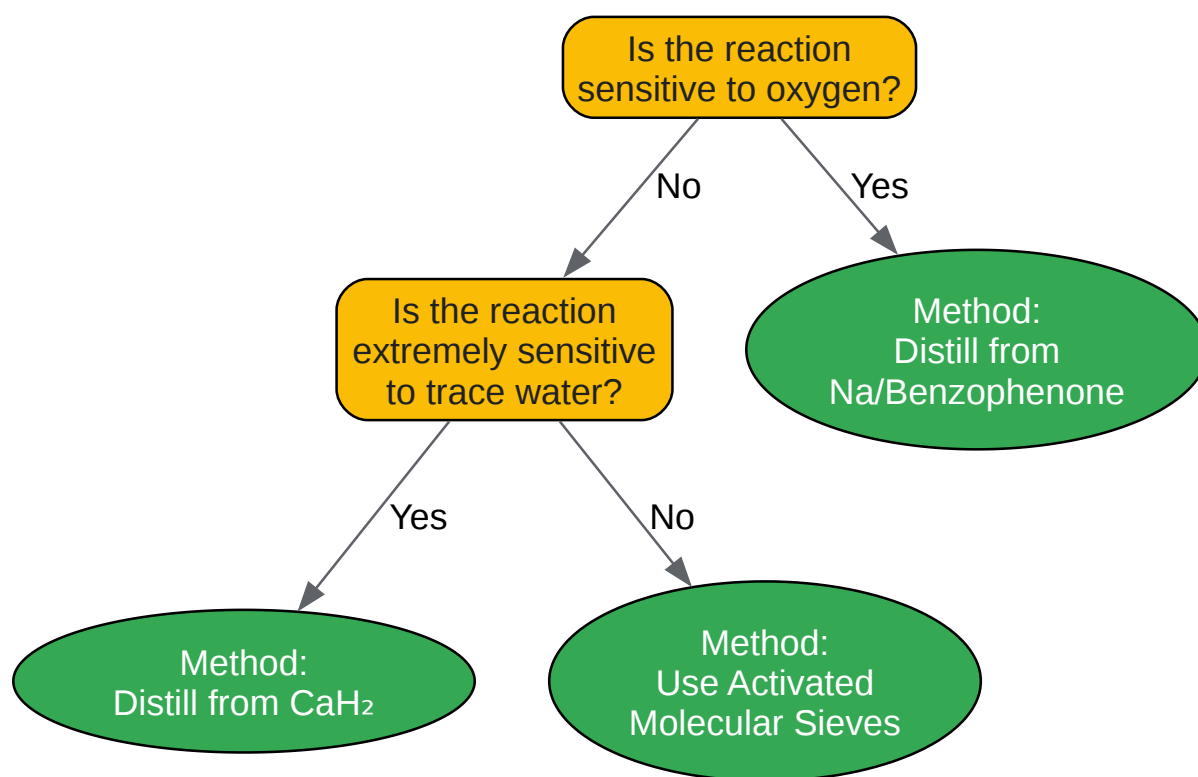 Is the reaction
sensitive to oxygen?
No
Yes
Is the reaction
extremely sensitive
to trace water?
Method:
Distill from
Na/Benzophenone
Yes
No
Method:
Distill from CaH₂
Method:
Use Activated
Molecular Sieves